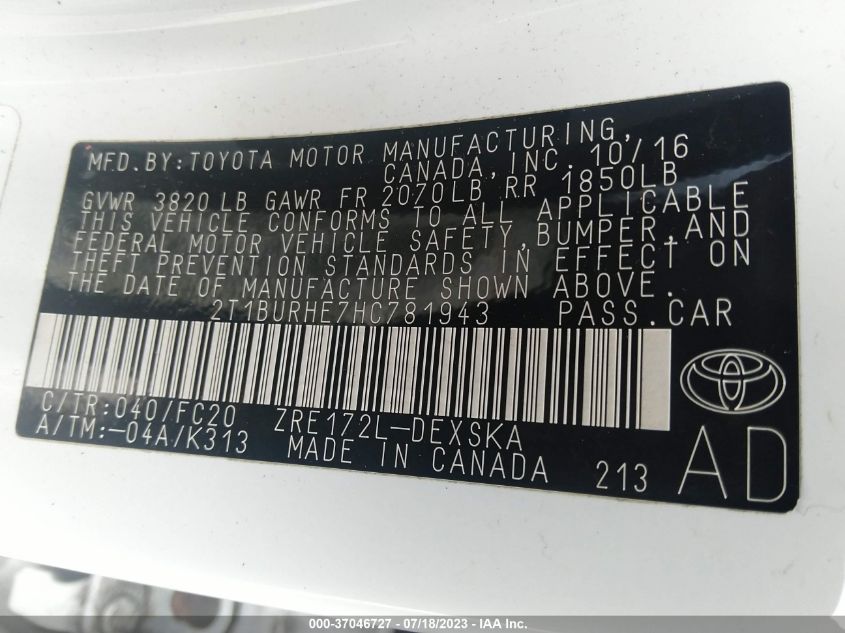 MFD.BY:TOYOTA MOTOR MANUFACTURING,
CANADA,INC. 10/16
GVWR 3820 LB GAWR FR 2070LB RR 1850LB
THIS VEHICLE CONFORMS TO ALL APPLICABLE
FEDERAL MOTOR VEHICLE SAFETY,BUMPER,AND
THEFT PREVENTION STANDARDS IN EFFECT ON
THE DATE OF MANUFACTURE SHOWN ABOVE.
2T1BURHE7HC781943 PASS.CAR
C/TR:040/FC20 ZRE172L-DEXSKA
A/TM:-04A/K313 MADE IN CANADA 213 AD
000-37046727 / 07/18/2023 / IAA Inc.